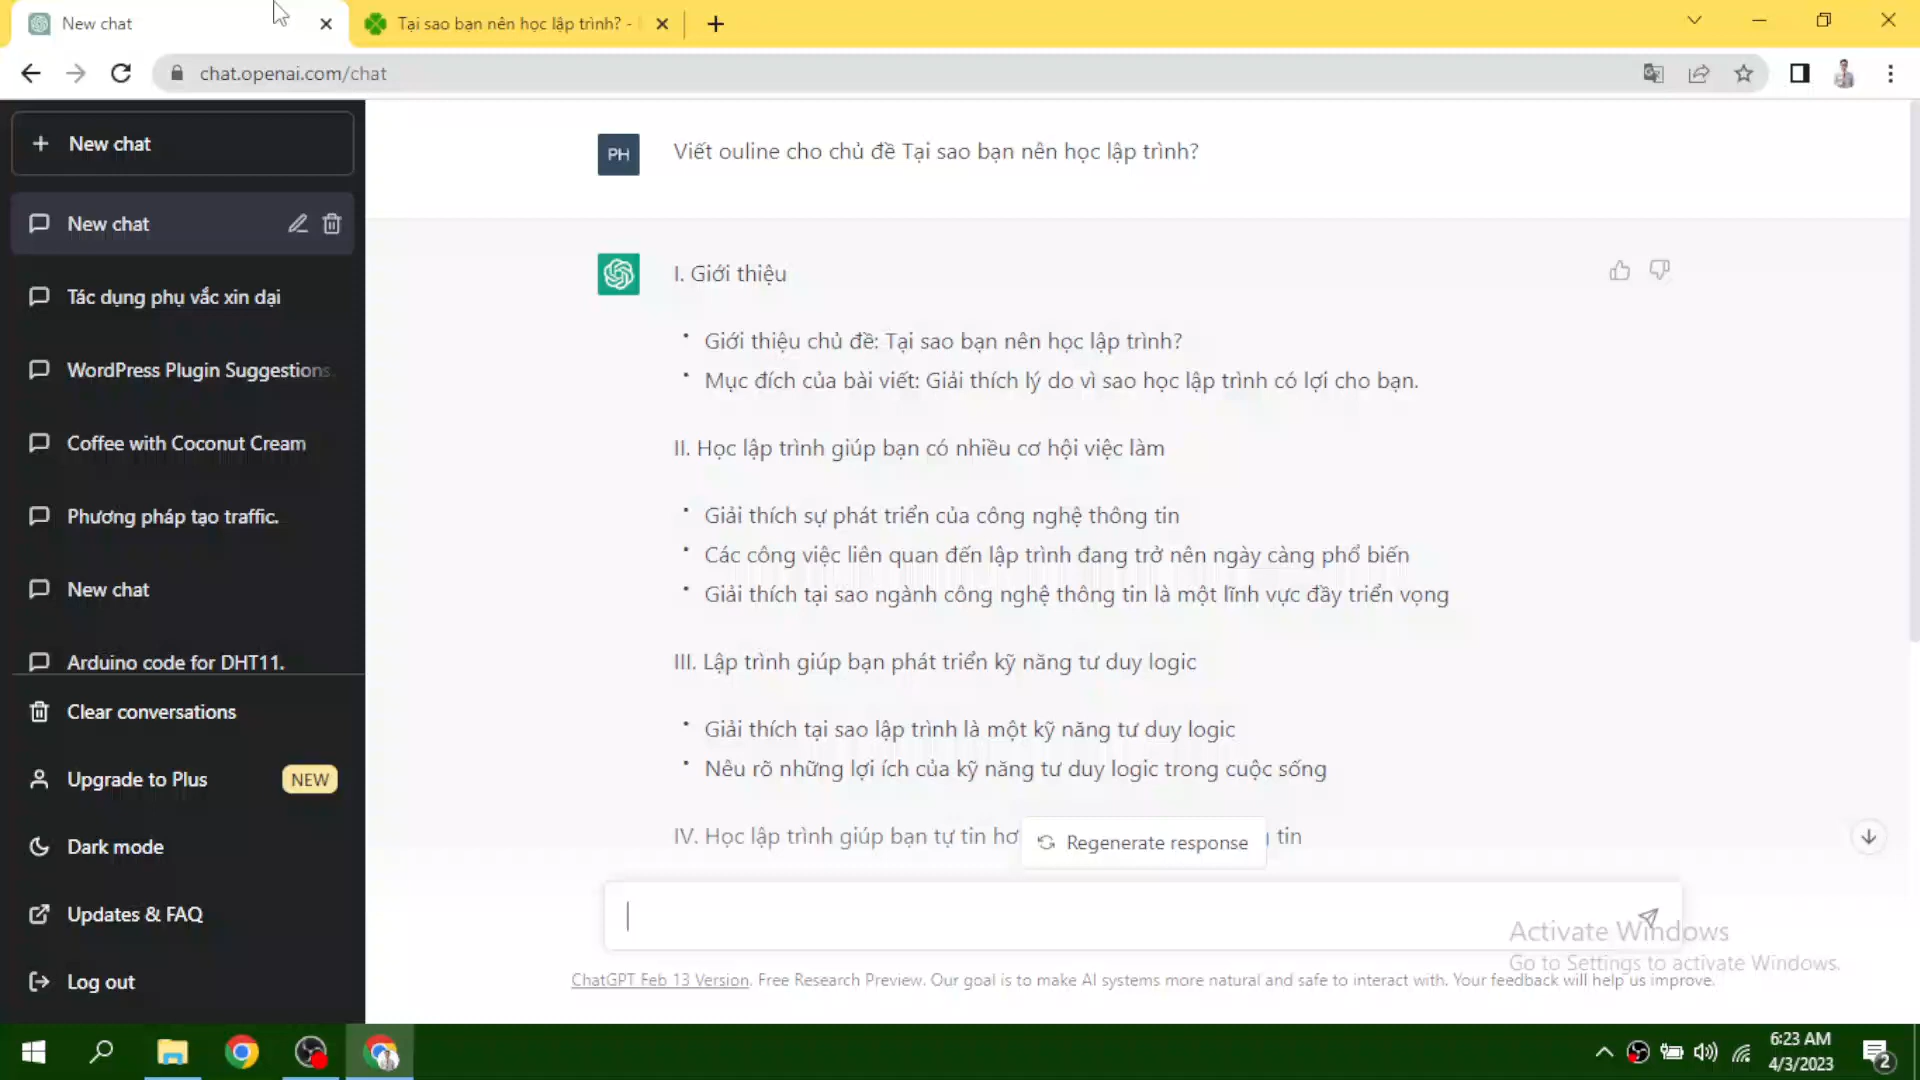 New chat
Tại sao bạn nên học lập trình? -
chat.openai.com/chat
New chat
New chat
Tác dụng phụ vắc xin dại
WordPress Plugin Suggestions
Coffee with Coconut Cream
Phương pháp tạo traffic.
New chat
Arduino code for DHT11.
Clear conversations
Upgrade to Plus
NEW
Dark mode
Updates & FAQ
Log out
PH
Viết ouline cho chủ đề Tại sao bạn nên học lập trình?
I. Giới thiệu
• Giới thiệu chủ đề: Tại sao bạn nên học lập trình?
• Mục đích của bài viết: Giải thích lý do vì sao học lập trình có lợi cho bạn.
II. Học lập trình giúp bạn có nhiều cơ hội việc làm
• Giải thích sự phát triển của công nghệ thông tin
• Các công việc liên quan đến lập trình đang trở nên ngày càng phổ biến
• Giải thích tại sao ngành công nghệ thông tin là một lĩnh vực đầy triển vọng
III. Lập trình giúp bạn phát triển kỹ năng tư duy logic
• Giải thích tại sao lập trình là một kỹ năng tư duy logic
• Nêu rõ những lợi ích của kỹ năng tư duy logic trong cuộc sống
IV. Học lập trình giúp bạn tự tin hơ tin
Regenerate response
Activate Windows
Go to Settings to activate Windows.
ChatGPT Feb 13 Version. Free Research Preview. Our goal is to make AI systems more natural and safe to interact with. Your feedback will help us improve.
6:23 AM
4/3/2023
2